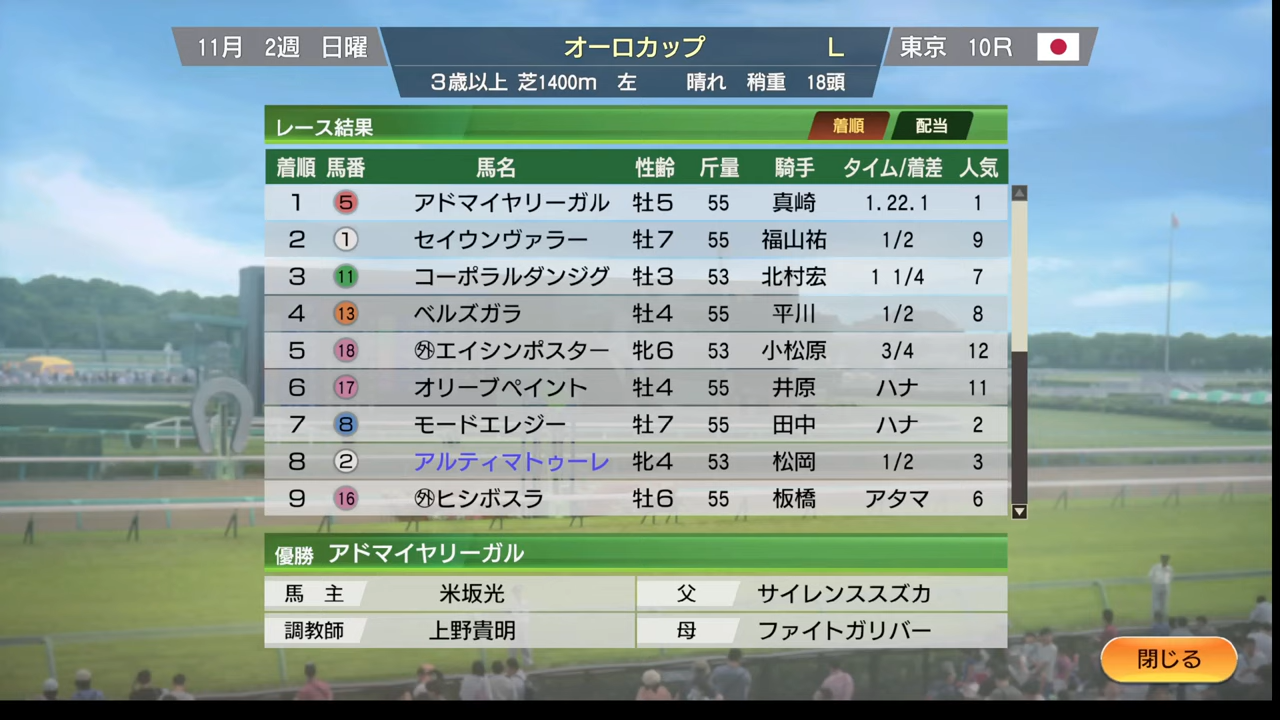 11月 2週 日曜 オーロカップ L 東京 10R
3歳以上 芝1400m 左 晴れ 稍重 18頭
レース結果 着順 配当
着順 馬番 馬名 性齢 斤量 騎手 タイム/着差 人気
1 5 アドマイヤリーガル 牡5 55 真崎 1.22.1 1
2 1 セイウンヴァラー 牡7 55 福山祐 1/2 9
3 11 コーポラルダンジグ 牡3 53 北村宏 1 1/4 7
4 13 ベルズガラ 牡4 55 平川 1/2 8
5 18 ㊕エイシンポスター 牝6 53 小松原 3/4 12
6 17 オリーブペイント 牡4 55 井原 ハナ 11
7 8 モードエレジー 牡7 55 田中 ハナ 2
8 2 アルティマトゥーレ 牝4 53 松岡 1/2 3
9 16 外ヒシボスラ 牡6 55 板橋 アタマ 6
優勝 アドマイヤリーガル
馬 主 米坂光 父 サイレンススズカ
調教師 上野貴明 母 ファイトガリバー
閉じる